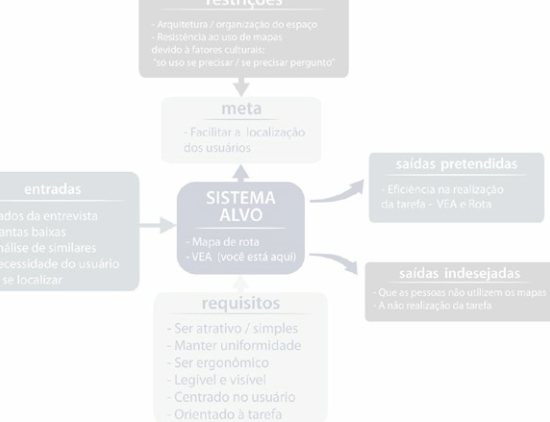 restrições
- Arquitetura / organização do espaço
- Resistência ao uso de mapas
devido à fatores culturais:
"só uso se precisar / se precisar pergunto"
meta
- Facilitar a localização
dos usuários
entradas
ados da entrevista
antas baixas
nálise de similares
ecessidade do usuário
se localizar
SISTEMA
ALVO
- Mapa de rota
- VEA (você está aqui)
saídas pretendidas
- Eficiência na realização
da tarefa - VEA e Rota
saídas indesejadas
- Que as pessoas não utilizem os mapas
- A não realização da tarefa
requisitos
- Ser atrativo / simples
- Manter uniformidade
- Ser ergonômico
- Legível e visível
- Centrado no usuário
- Orientado à tarefa